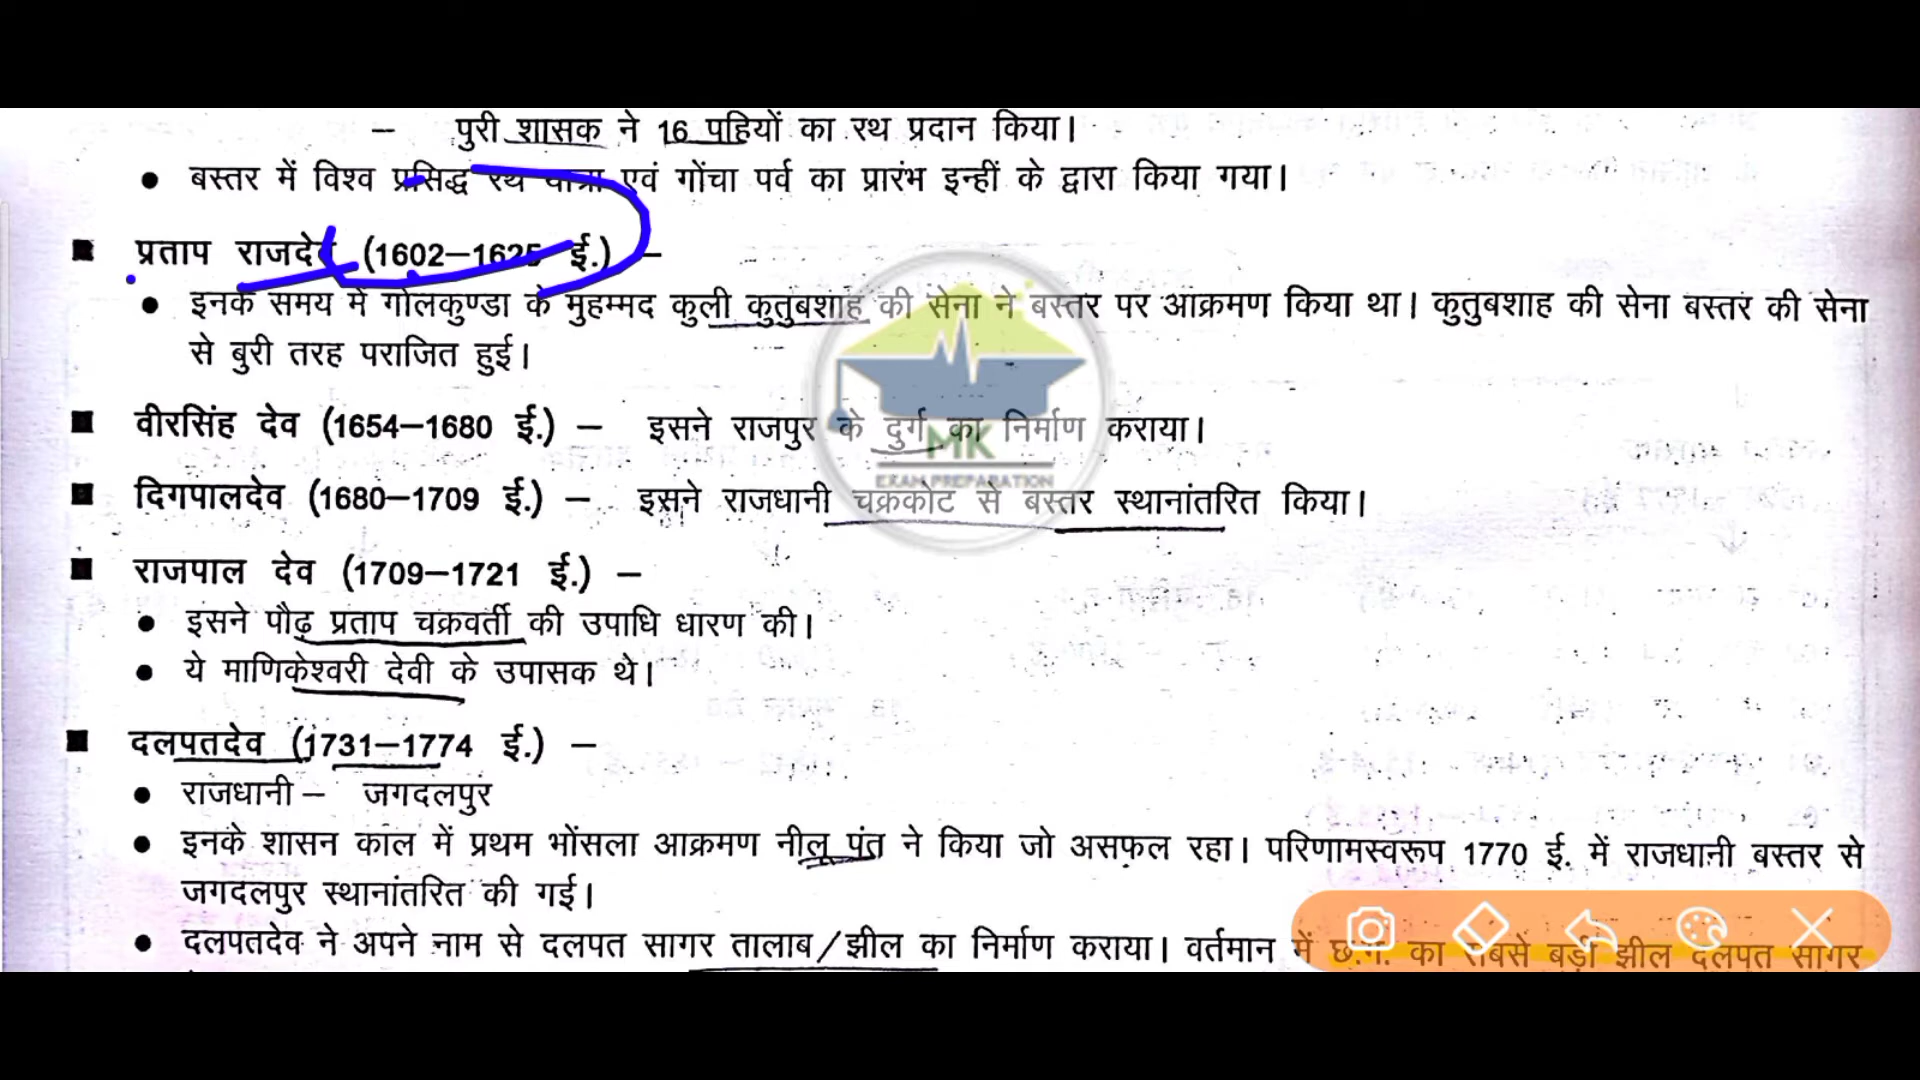 – पुरी शासक ने 16 पहियों का रथ प्रदान किया।
● बस्तर में विश्व प्रसिद्ध रथ यात्रा एवं गोंचा पर्व का प्रारंभ इन्हीं के द्वारा किया गया।
■ प्रताप राजदेव (1602–1625 ई.) –
● इनके समय में गोलकुण्डा के मुहम्मद कुली कुतुबशाह की सेना ने बस्तर पर आक्रमण किया था। कुतुबशाह की सेना बस्तर की सेना
से बुरी तरह पराजित हुई।
■ वीरसिंह देव (1654–1680 ई.) – इसने राजपुर के दुर्ग का निर्माण कराया।
MK
EXAM PREPARATION
■ दिगपालदेव (1680–1709 ई.) – इसने राजधानी चक्रकोट से बस्तर स्थानांतरित किया।
■ राजपाल देव (1709–1721 ई.) –
● इसने पौढ़ प्रताप चक्रवर्ती की उपाधि धारण की।
● ये माणिकेश्वरी देवी के उपासक थे।
■ दलपतदेव (1731–1774 ई.) –
● राजधानी – जगदलपुर
● इनके शासन काल में प्रथम भोंसला आक्रमण नीलू पंत ने किया जो असफल रहा। परिणामस्वरूप 1770 ई. में राजधानी बस्तर से
जगदलपुर स्थानांतरित की गई।
● दलपतदेव ने अपने नाम से दलपत सागर तालाब/झील का निर्माण कराया। वर्तमान में छ.ग. का सबसे बड़ी झील दलपत सागर